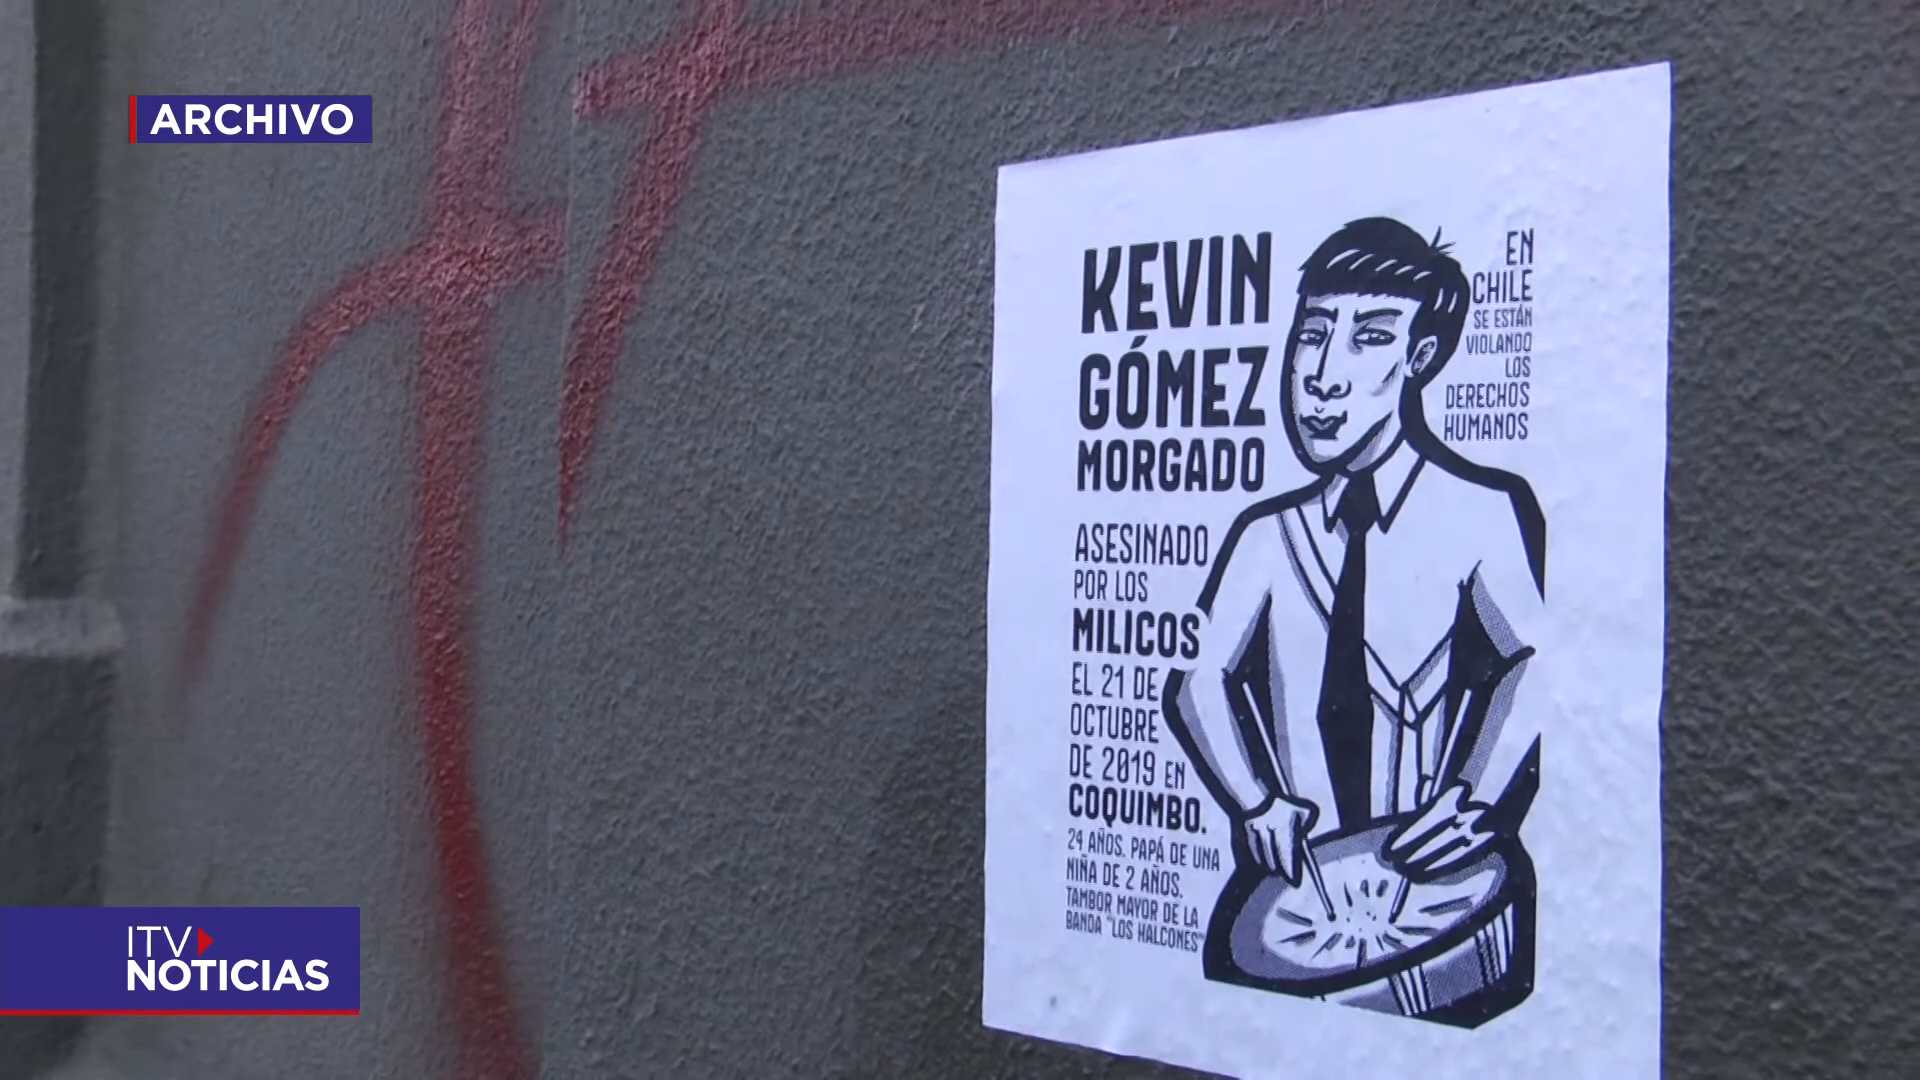 ARCHIVO
KEVIN
GÓMEZ
MORGADO
ASESINADO
POR LOS
MILICOS
EL 21 DE
OCTUBRE
DE 2019 EN
COQUIMBO.
24 AÑOS. PAPÁ DE UNA
NIÑA DE 2 AÑOS.
TAMBOR MAYOR DE LA
BANDA "LOS HALCONES"
EN
CHILE
SE ESTÁN
VIOLANDO
LOS
DERECHOS
HUMANOS
ITV
NOTICIAS